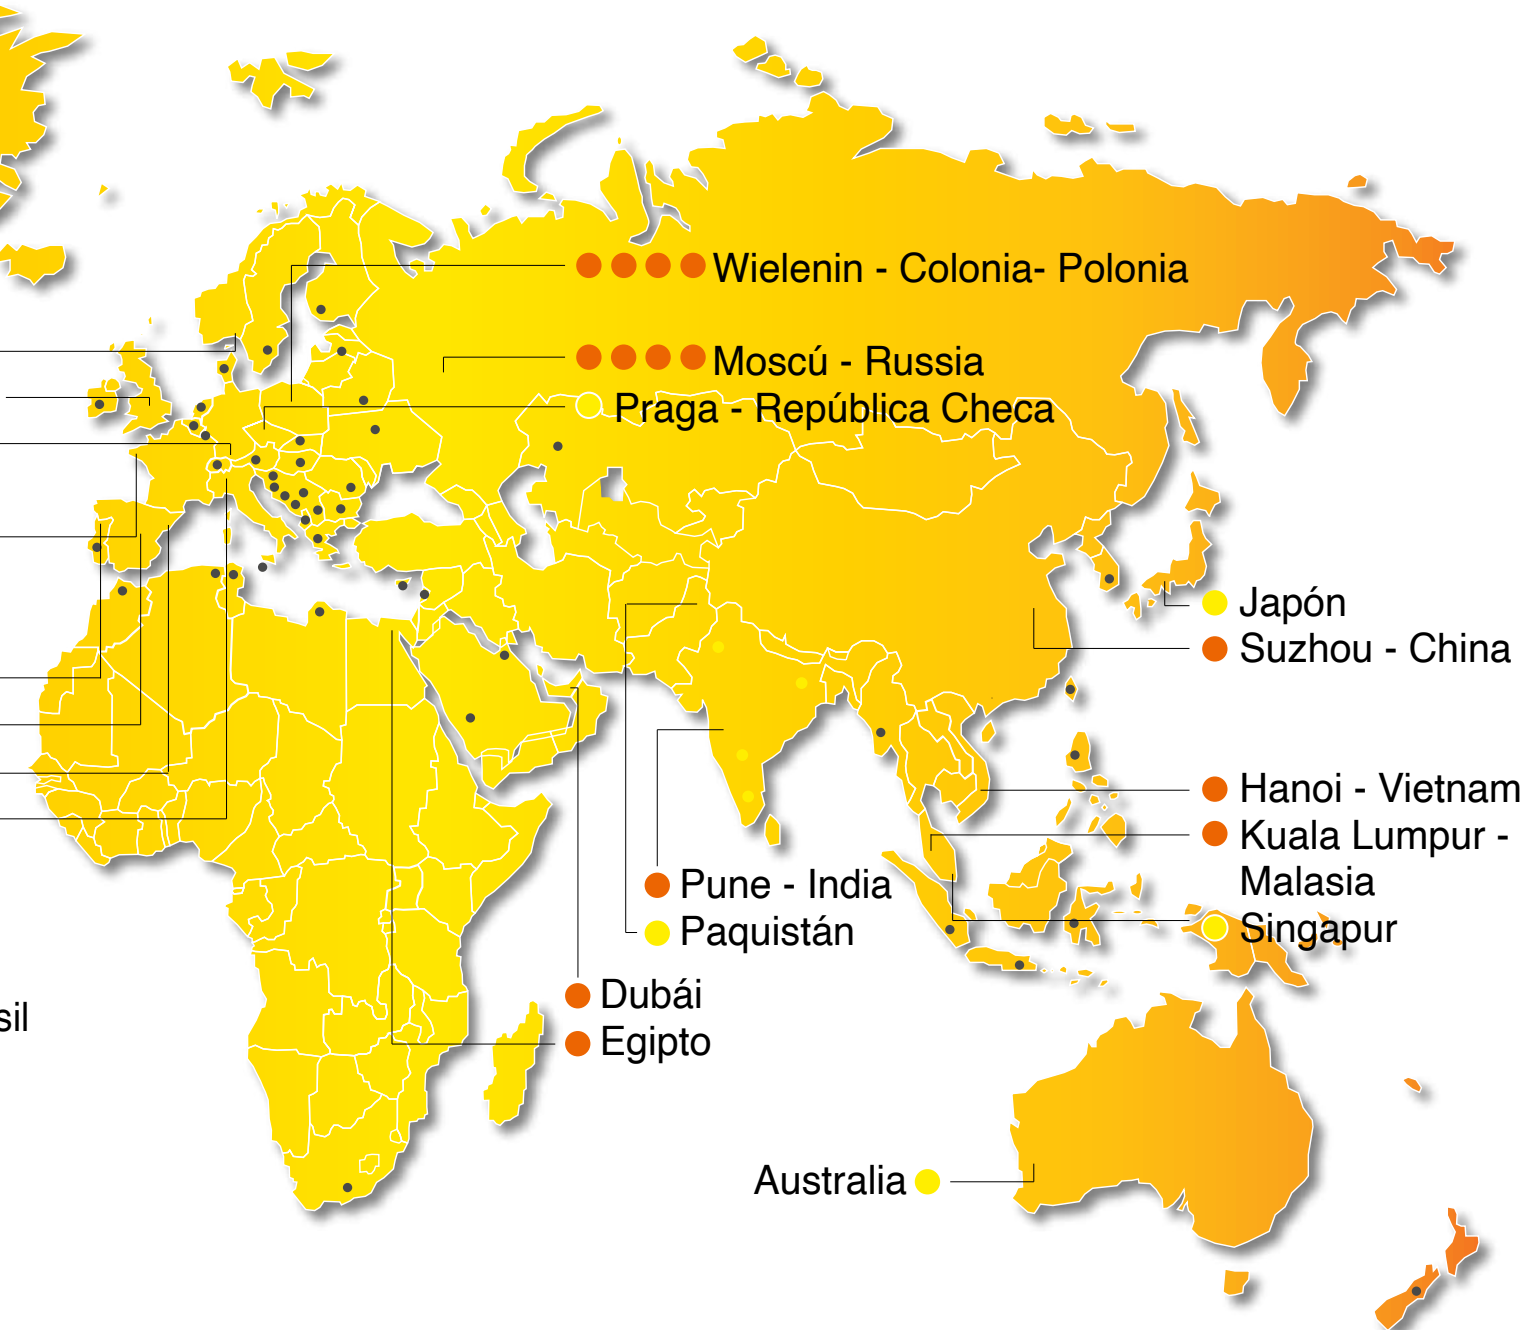 Wielenin - Colonia- Polonia
Moscú - Russia
Praga - República Checa
Japón
Suzhou - China
Hanoi - Vietnam
Kuala Lumpur -
Malasia
Singapur
Pune - India
Paquistán
Dubái
Egipto
sil
Australia